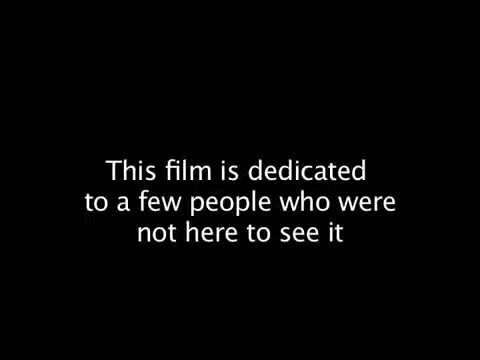 This film is dedicated
to a few people who were
not here to see it